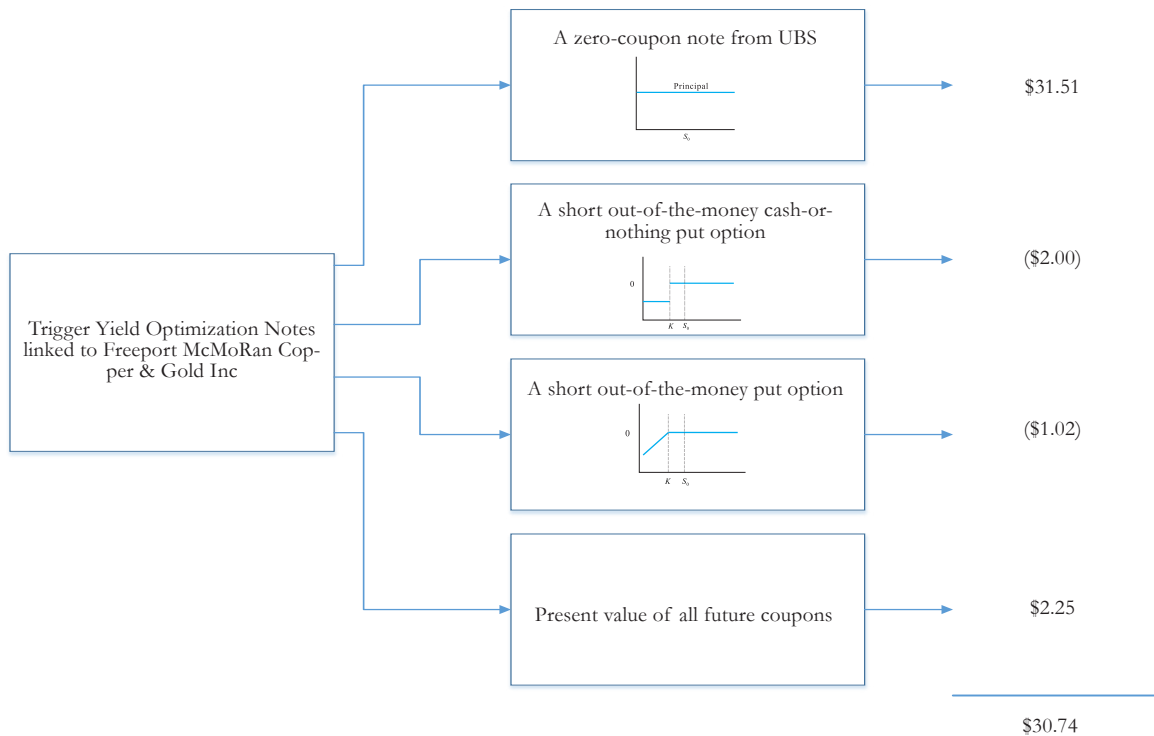 A zero-coupon note from UBS
Principal
S₀
$31.51
A short out-of-the-money cash-or-
nothing put option
0
K S₀
($2.00)
Trigger Yield Optimization Notes
linked to Freeport McMoRan Cop-
per & Gold Inc
A short out-of-the-money put option
0
K S₀
($1.02)
Present value of all future coupons
$2.25
$30.74